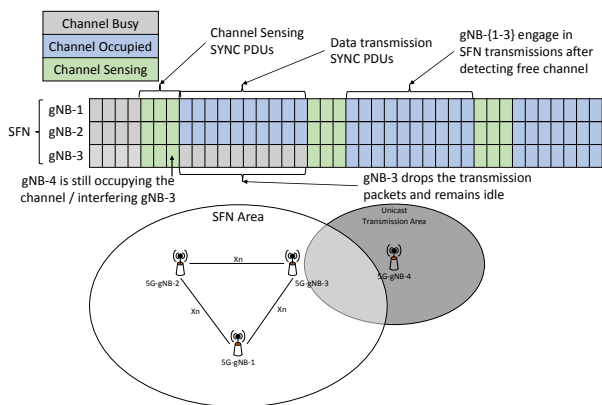 Channel Busy
Channel Occupied
Channel Sensing
Channel Sensing
SYNC PDUs
Data transmission
SYNC PDUs
gNB-{1-3} engage in
SFN transmissions after
detecting free channel
SFN
gNB-1
gNB-2
gNB-3
gNB-4 is still occupying the
channel / interfering gNB-3
gNB-3 drops the transmission
packets and remains idle
SFN Area
Unicast
Transmission Area
Xn
5G-gNB-2
5G-gNB-3
5G-gNB-4
Xn
Xn
5G-gNB-1